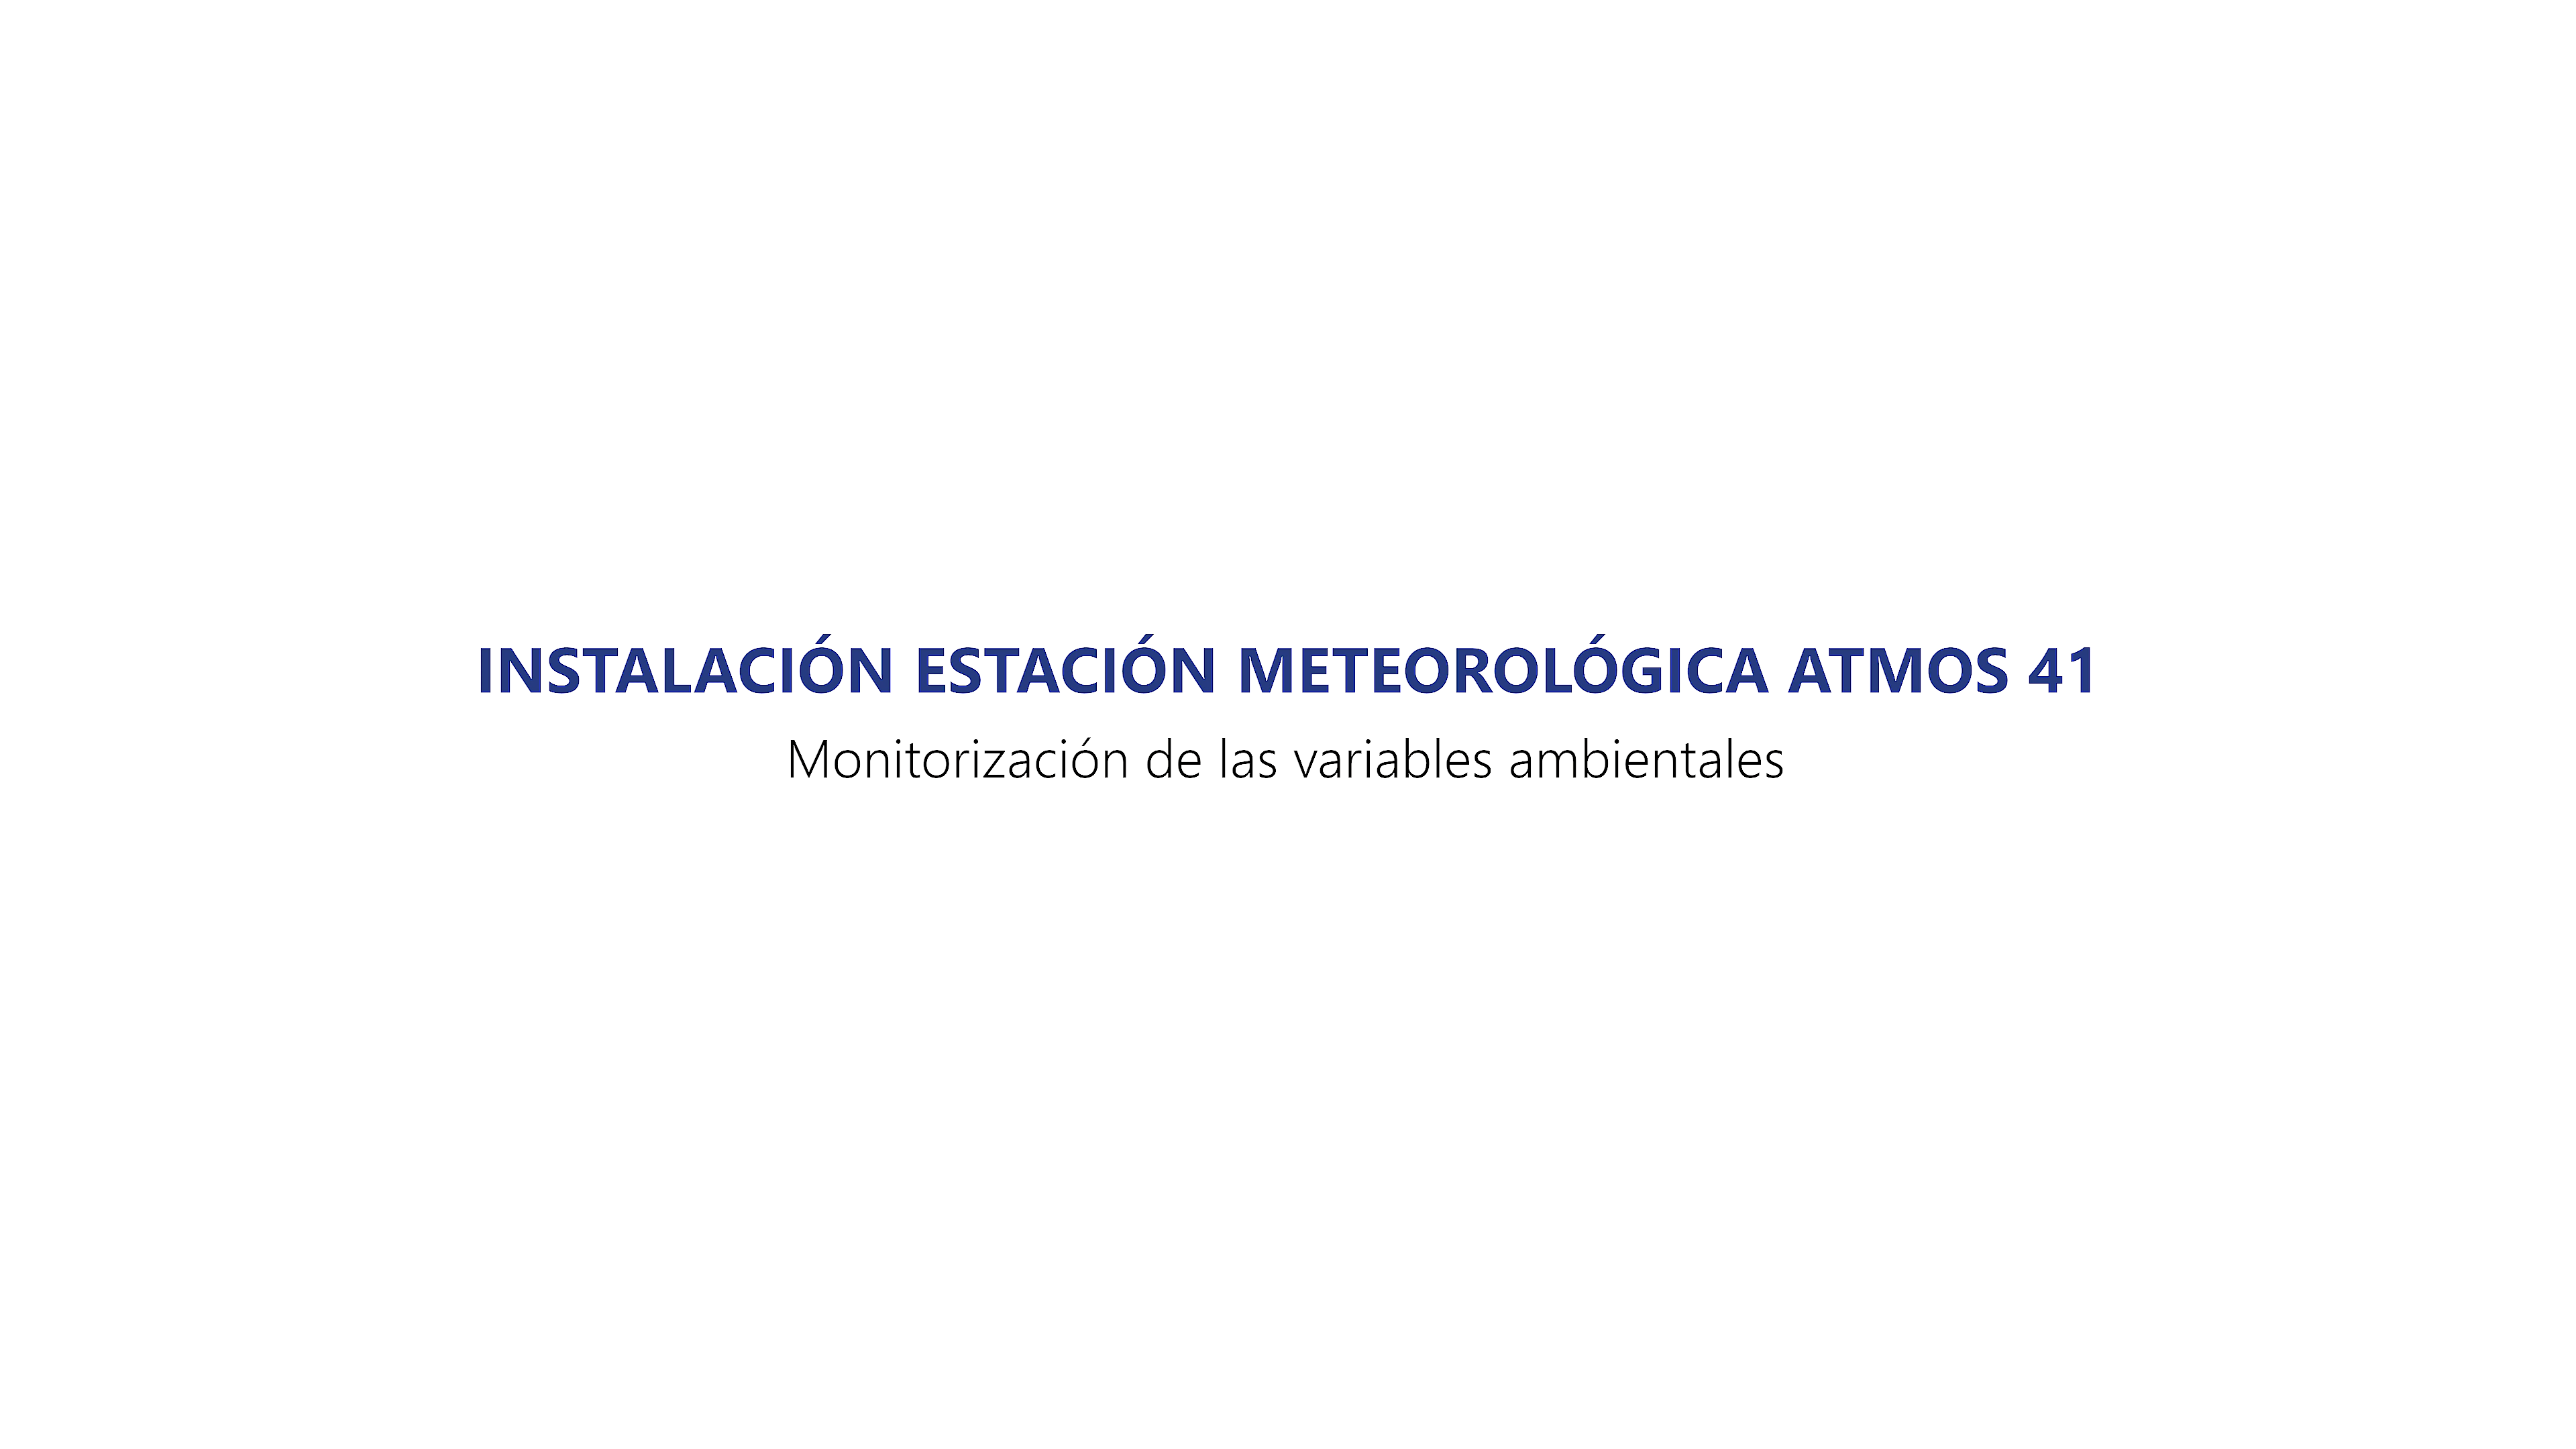 INSTALACIÓN ESTACIÓN METEOROLÓGICA ATMOS 41
Monitorización de las variables ambientales